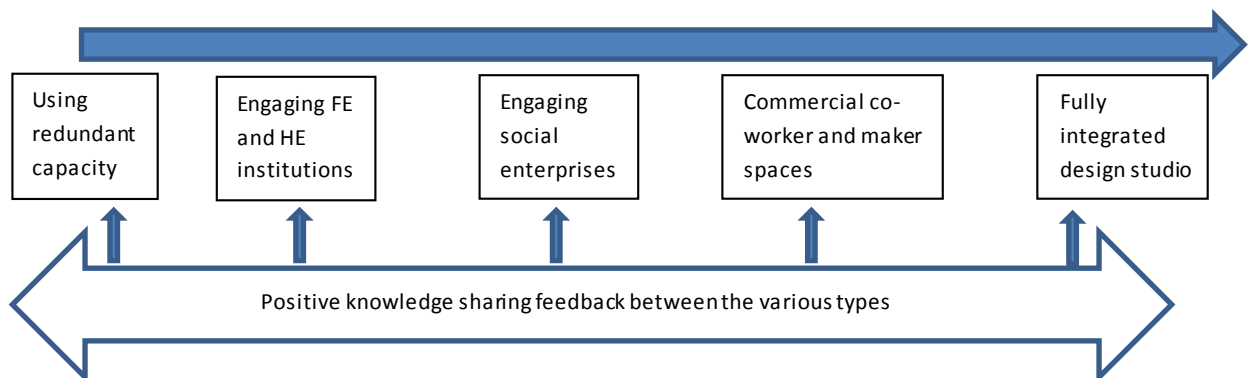 Using
redundant
capacity
Engaging FE
and HE
institutions
Engaging
social
enterprises
Commercial co-
worker and maker
spaces
Fully
integrated
design studio
Positive knowledge sharing feedback between the various types